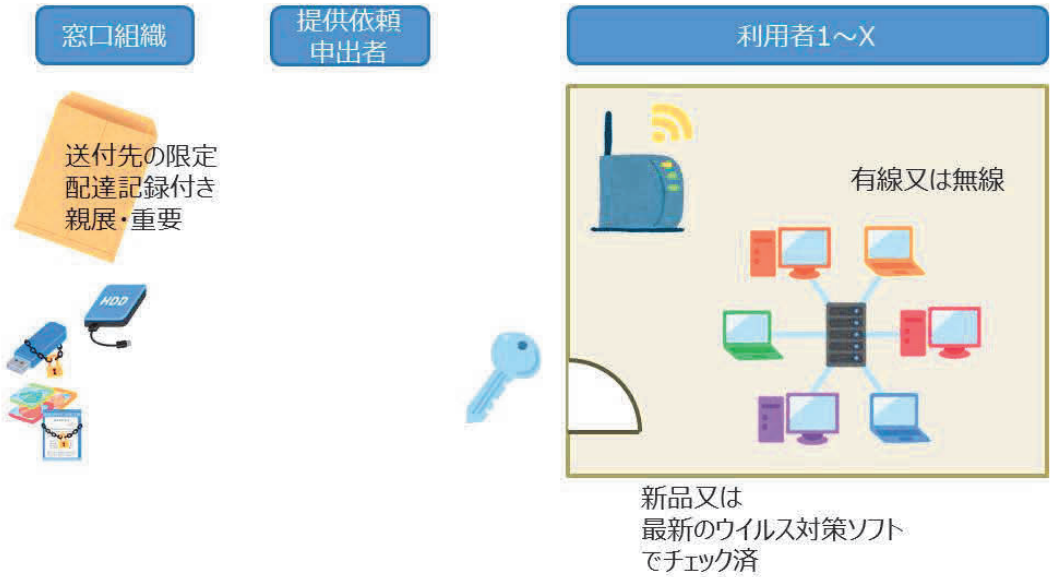 窓口組織
提供依頼
申出者
利用者1~X
送付先の限定
配達記録付き
親展・重要
HDD
有線又は無線
新品又は
最新のウイルス対策ソフト
でチェック済